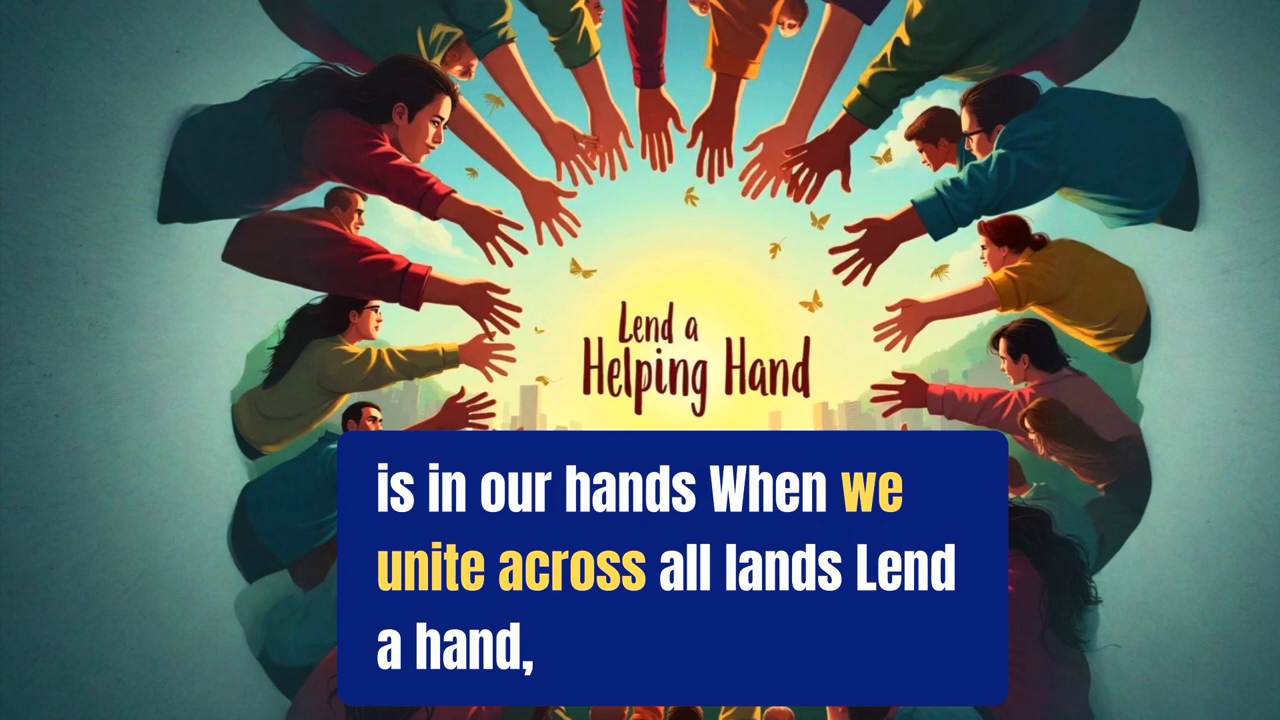 Lend a
Helping Hand
is in our hands When we
unite across all lands Lend
a hand,